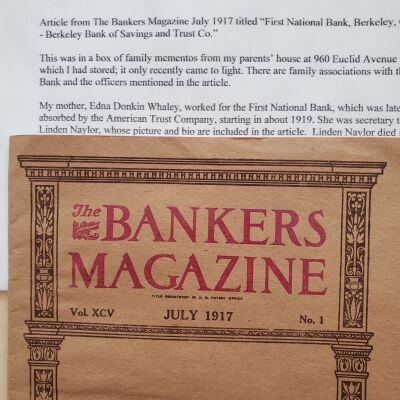 Article from The Bankers Magazine July 1917 titled "First National Bank, Berkeley,
- Berkeley Bank of Savings and Trust Co."
This was in a box of family mementos from my parents' house at 960 Euclid Avenue
which I had stored; it only recently came to light. There are family associations with
Bank and the officers mentioned in the article.
My mother, Edna Donkin Whaley, worked for the First National Bank, which was
absorbed by the American Trust Company, starting in about 1919. She was secretary
Linden Naylor, whose picture and bio are included in the article. Linden Naylor died
The
BANKERS
MAGAZINE
TITLE REGISTERED IN U. S. PATENT OFFICE
Vol. XCV JULY 1917 No. 1